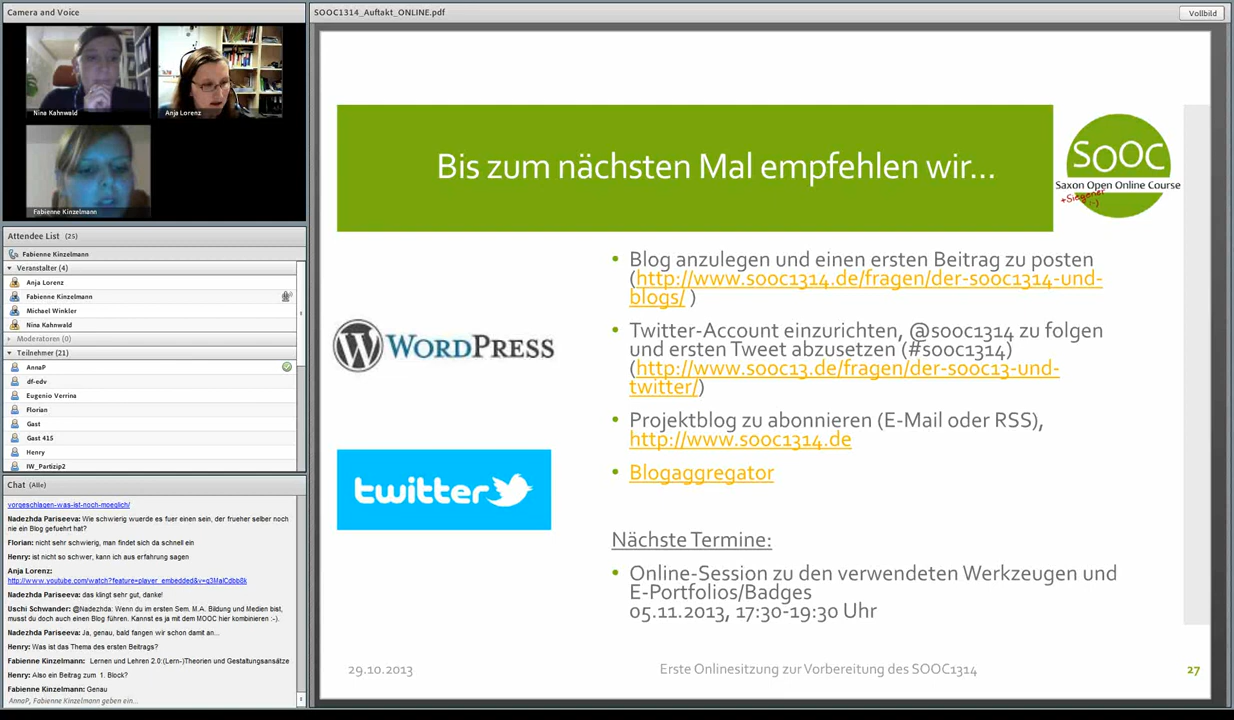 Camera and Voice
Nina Kahnwald
Anja Lorenz
Fabienne Kinzelmann
Attendee List (25)
Fabienne Kinzelmann
Veranstalter (4)
Anja Lorenz
Fabienne Kinzelmann
Michael Winkler
Nina Kahnwald
Moderatoren (0)
Teilnehmer (21)
AnnaP
df-edv
Eugenio Verrina
Florian
Gast
Gast 415
Henry
IW_Partizip2
Chat (Alle)
vorgeschlagen-was-ist-noch-moeglich/
Nadezhda Pariseeva: Wie schwierig wuerde es fuer einen sein, der frueher selber noch
nie ein Blog gefuehrt hat?
Florian: nicht sehr schwierig, man findet sich da schnell ein
Henry: ist nicht so schwer, kann ich aus erfahrung sagen
Anja Lorenz:
http://www.youtube.com/watch?feature=player_embedded&v=
Nadezhda Pariseeva: das klingt sehr gut, danke!
Uschi Schwander: @Nadezhda: Wenn du im ersten Sem. M.A. Bildung und Medien bist,
musst du doch auch einen Blog führen. Kannst es ja mit dem MOOC hier kombinieren :-).
Nadezhda Pariseeva: Ja, genau, bald fangen wir schon damit an...
Henry: Was ist das Thema des ersten Beitrags?
Fabienne Kinzelmann: Lernen und Lehren 2.0:(Lern-)Theorien und Gestaltungsansätze
Henry: Also ein Beitrag zum 1. Block?
Fabienne Kinzelmann: Genau
AnnaP, Fabienne Kinzelmann geben ein...
SOOC1314_Auftakt_ONLINE.pdf
Vollbild
Bis zum nächsten Mal empfehlen wir...
SOOC
Saxon Open Online Course
+Siegener
:-)
WORDPRESS
twitter
• Blog anzulegen und einen ersten Beitrag zu posten
(http://www.sooc1314.de/fragen/der-sooc1314-und-
blogs/ )
• Twitter-Account einzurichten, @sooc1314 zu folgen
und ersten Tweet abzusetzen (#sooc1314)
(http://www.sooc13.de/fragen/der-sooc13-und-
twitter/)
• Projektblog zu abonnieren (E-Mail oder RSS),
http://www.sooc1314.de
• Blogaggregator
Nächste Termine:
• Online-Session zu den verwendeten Werkzeugen und
E-Portfolios/Badges
05.11.2013, 17:30-19:30 Uhr
29.10.2013
Erste Onlinesitzung zur Vorbereitung des SOOC1314
27